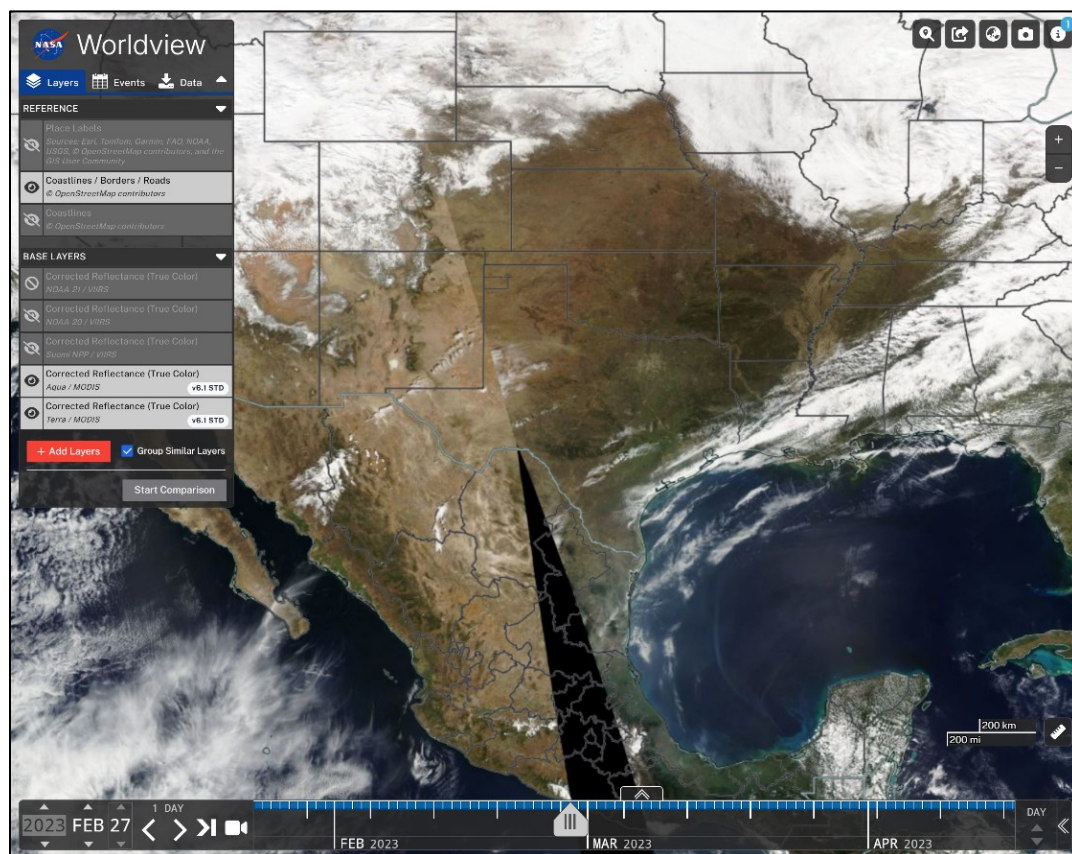 NASA
Worldview
Layers
Events
Data
REFERENCE
Place Labels
Sources: Esri, TomTom, Garmin, FAO, NOAA,
USGS, © OpenStreetMap contributors, and the
GIS User Community
Coastlines / Borders / Roads
© OpenStreetMap contributors
Coastlines
© OpenStreetMap contributors
BASE LAYERS
Corrected Reflectance (True Color)
NOAA 21 / VIIRS
Corrected Reflectance (True Color)
NOAA 20 / VIIRS
Corrected Reflectance (True Color)
Suomi NPP / VIIRS
Corrected Reflectance (True Color)
Aqua / MODIS
v6.1 STD
Corrected Reflectance (True Color)
Terra / MODIS
v6.1 STD
+ Add Layers
Group Similar Layers
Start Comparison
1
+
−
200 km
200 mi
2023 FEB 27
1 DAY
FEB 2023
MAR 2023
APR 2023
DAY